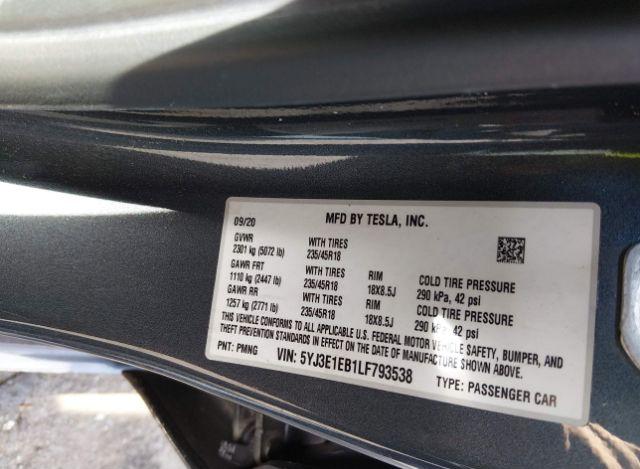 09/20 MFD BY TESLA, INC.
GVWR WITH TIRES
2301 kg (5072 lb) 235/45R18
GAWR FRT WITH TIRES RIM COLD TIRE PRESSURE
1110 kg (2447 lb) 235/45R18 18X8.5J 290 kPa, 42 psi
GAWR RR WITH TIRES RIM COLD TIRE PRESSURE
1257 kg (2771 lb) 235/45R18 18X8.5J 290 kPa, 42 psi
THIS VEHICLE CONFORMS TO ALL APPLICABLE U.S. FEDERAL MOTOR VEHICLE SAFETY, BUMPER, AND
THEFT PREVENTION STANDARDS IN EFFECT ON THE DATE OF MANUFACTURE SHOWN ABOVE.
PNT: PMNG VIN: 5YJ3E1EB1LF793538 TYPE: PASSENGER CAR